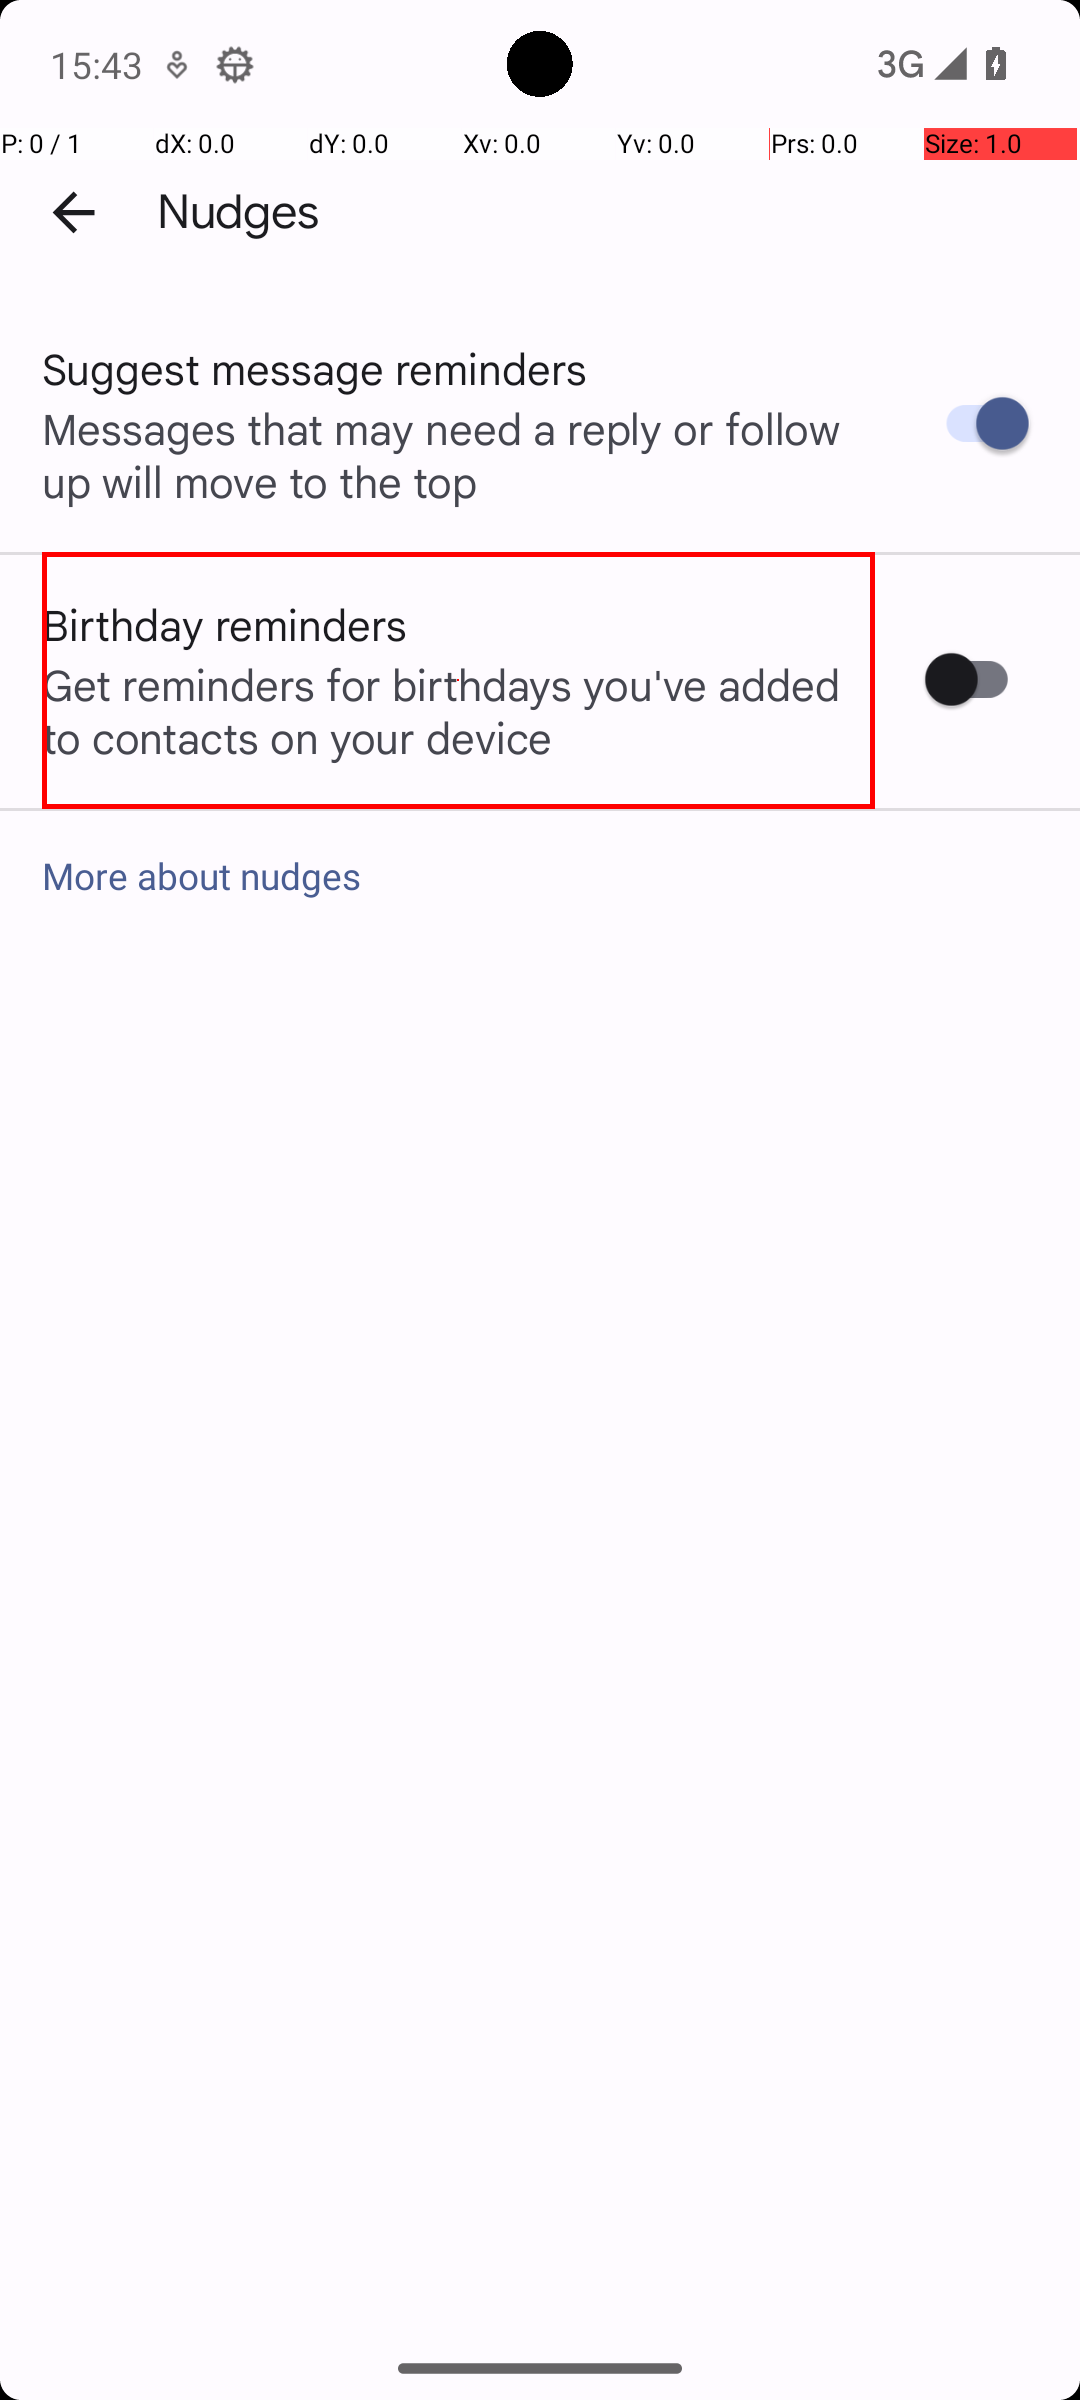 15:43
3G
P: 0 / 1 dX: 0.0 dY: 0.0 Xv: 0.0 Yv: 0.0 Prs: 0.0 Size: 1.0
Nudges
Suggest message reminders
Messages that may need a reply or follow
up will move to the top
Birthday reminders
Get reminders for birthdays you've added
to contacts on your device
More about nudges